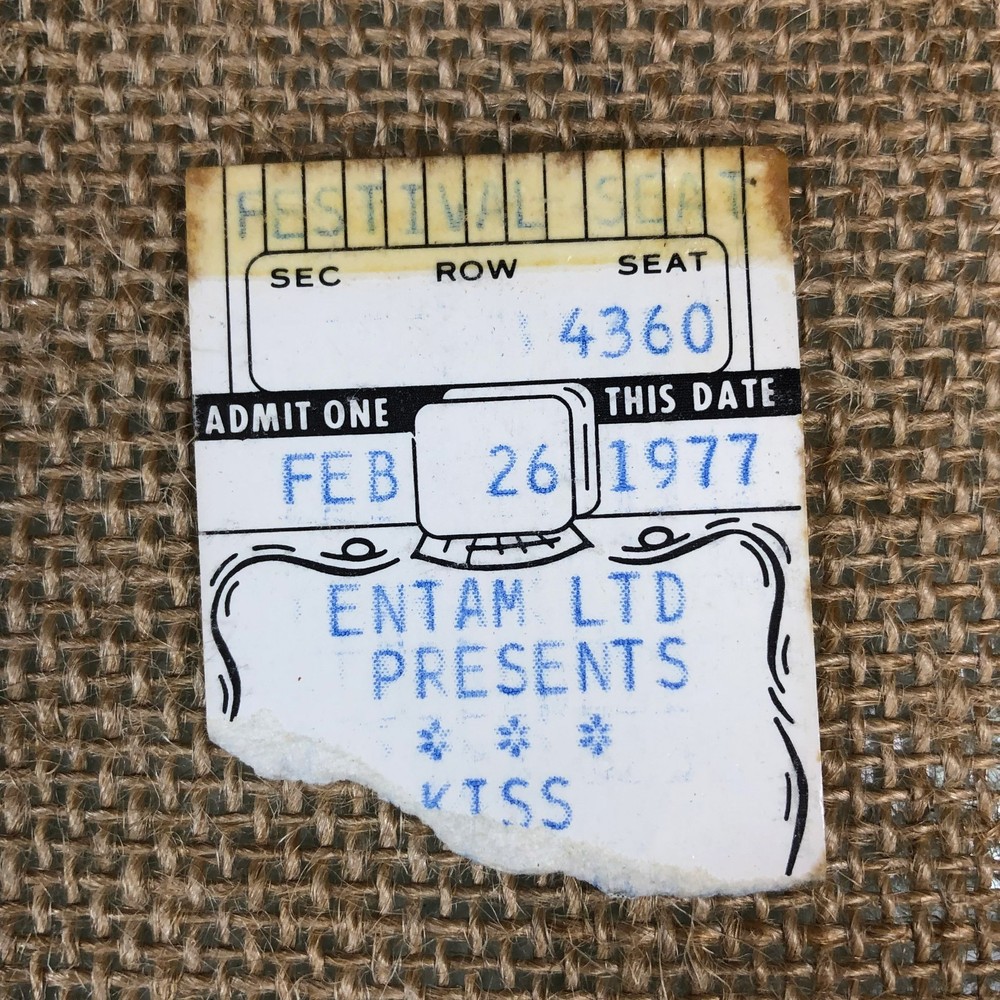 FESTIVAL SEAT
SEC ROW SEAT
4360
ADMIT ONE THIS DATE
FEB 26 1977
ENTAM LTD
PRESENTS
* * *
KISS